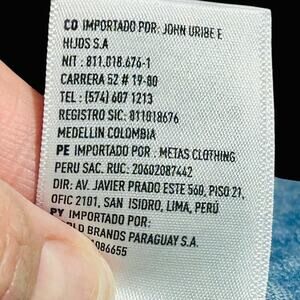 CO IMPORTADO POR: JOHN URIBE E
HIJOS S.A
NIT : 811.018.676-1
CARRERA 52 # 19-80
TEL : (574) 607 1213
REGISTRO SIC: 811018676
MEDELLIN COLOMBIA
PE IMPORTADO POR : METAS CLOTHING
PERU SAC. RUC: 20602087442
DIR: AV. JAVIER PRADO ESTE 560, PISO 21,
OFIC 2101, SAN ISIDRO, LIMA, PERÚ
PY IMPORTADO POR:
BRANDS PARAGUAY S.A.
086655